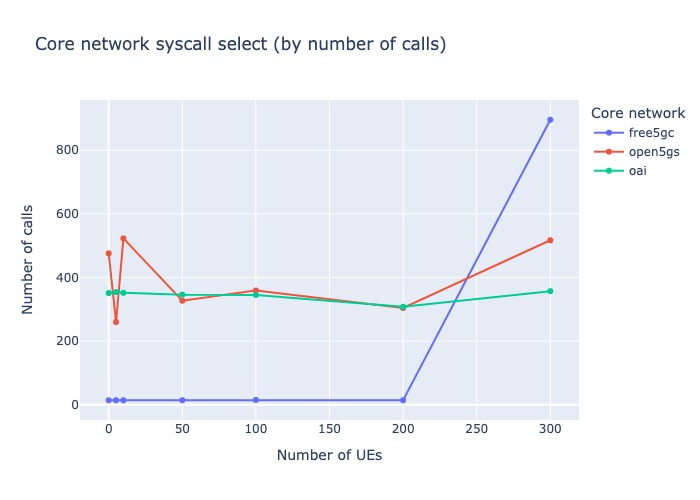 Core network syscall select (by number of calls)
Core network
free5gc
open5gs
oai
Number of calls
800
600
400
200
0
0 50 100 150 200 250 300
Number of UEs